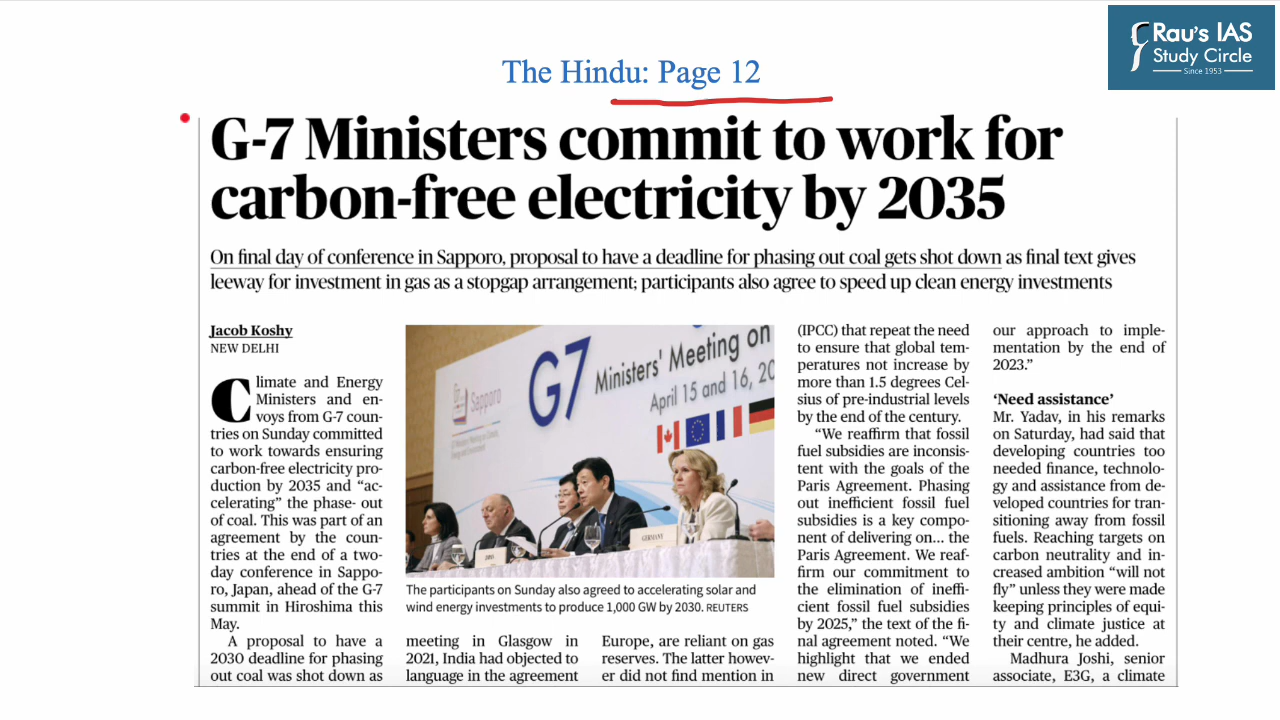 Rau's IAS
Study Circle
Since 1953
The Hindu: Page 12
G-7 Ministers commit to work for
carbon-free electricity by 2035
On final day of conference in Sapporo, proposal to have a deadline for phasing out coal gets shot down as final text gives
leeway for investment in gas as a stopgap arrangement; participants also agree to speed up clean energy investments
Jacob Koshy
NEW DELHI
Climate and Energy
Ministers and en-
voys from G-7 coun-
tries on Sunday committed
to work towards ensuring
carbon-free electricity pro-
duction by 2035 and “ac-
celerating” the phase- out
of coal. This was part of an
agreement by the coun-
tries at the end of a two-
day conference in Sappo-
ro, Japan, ahead of the G-7
summit in Hiroshima this
May.
A proposal to have a
2030 deadline for phasing
out coal was shot down as
G7
Ministers' Meeting on
April 15 and 16, 20
Sapporo
GERMANY
The participants on Sunday also agreed to accelerating solar and
wind energy investments to produce 1,000 GW by 2030. REUTERS
meeting in Glasgow in
2021, India had objected to
language in the agreement
Europe, are reliant on gas
reserves. The latter howev-
er did not find mention in
(IPCC) that repeat the need
to ensure that global tem-
peratures not increase by
more than 1.5 degrees Cel-
sius of pre-industrial levels
by the end of the century.
“We reaffirm that fossil
fuel subsidies are inconsis-
tent with the goals of the
Paris Agreement. Phasing
out inefficient fossil fuel
subsidies is a key compo-
nent of delivering on... the
Paris Agreement. We reaf-
firm our commitment to
the elimination of ineffi-
cient fossil fuel subsidies
by 2025,” the text of the fi-
nal agreement noted. “We
highlight that we ended
new direct government
our approach to imple-
mentation by the end of
2023.”
‘Need assistance’
Mr. Yadav, in his remarks
on Saturday, had said that
developing countries too
needed finance, technolo-
gy and assistance from de-
veloped countries for tran-
sitioning away from fossil
fuels. Reaching targets on
carbon neutrality and in-
creased ambition “will not
fly” unless they were made
keeping principles of equi-
ty and climate justice at
their centre, he added.
Madhura Joshi, senior
associate, E3G, a climate